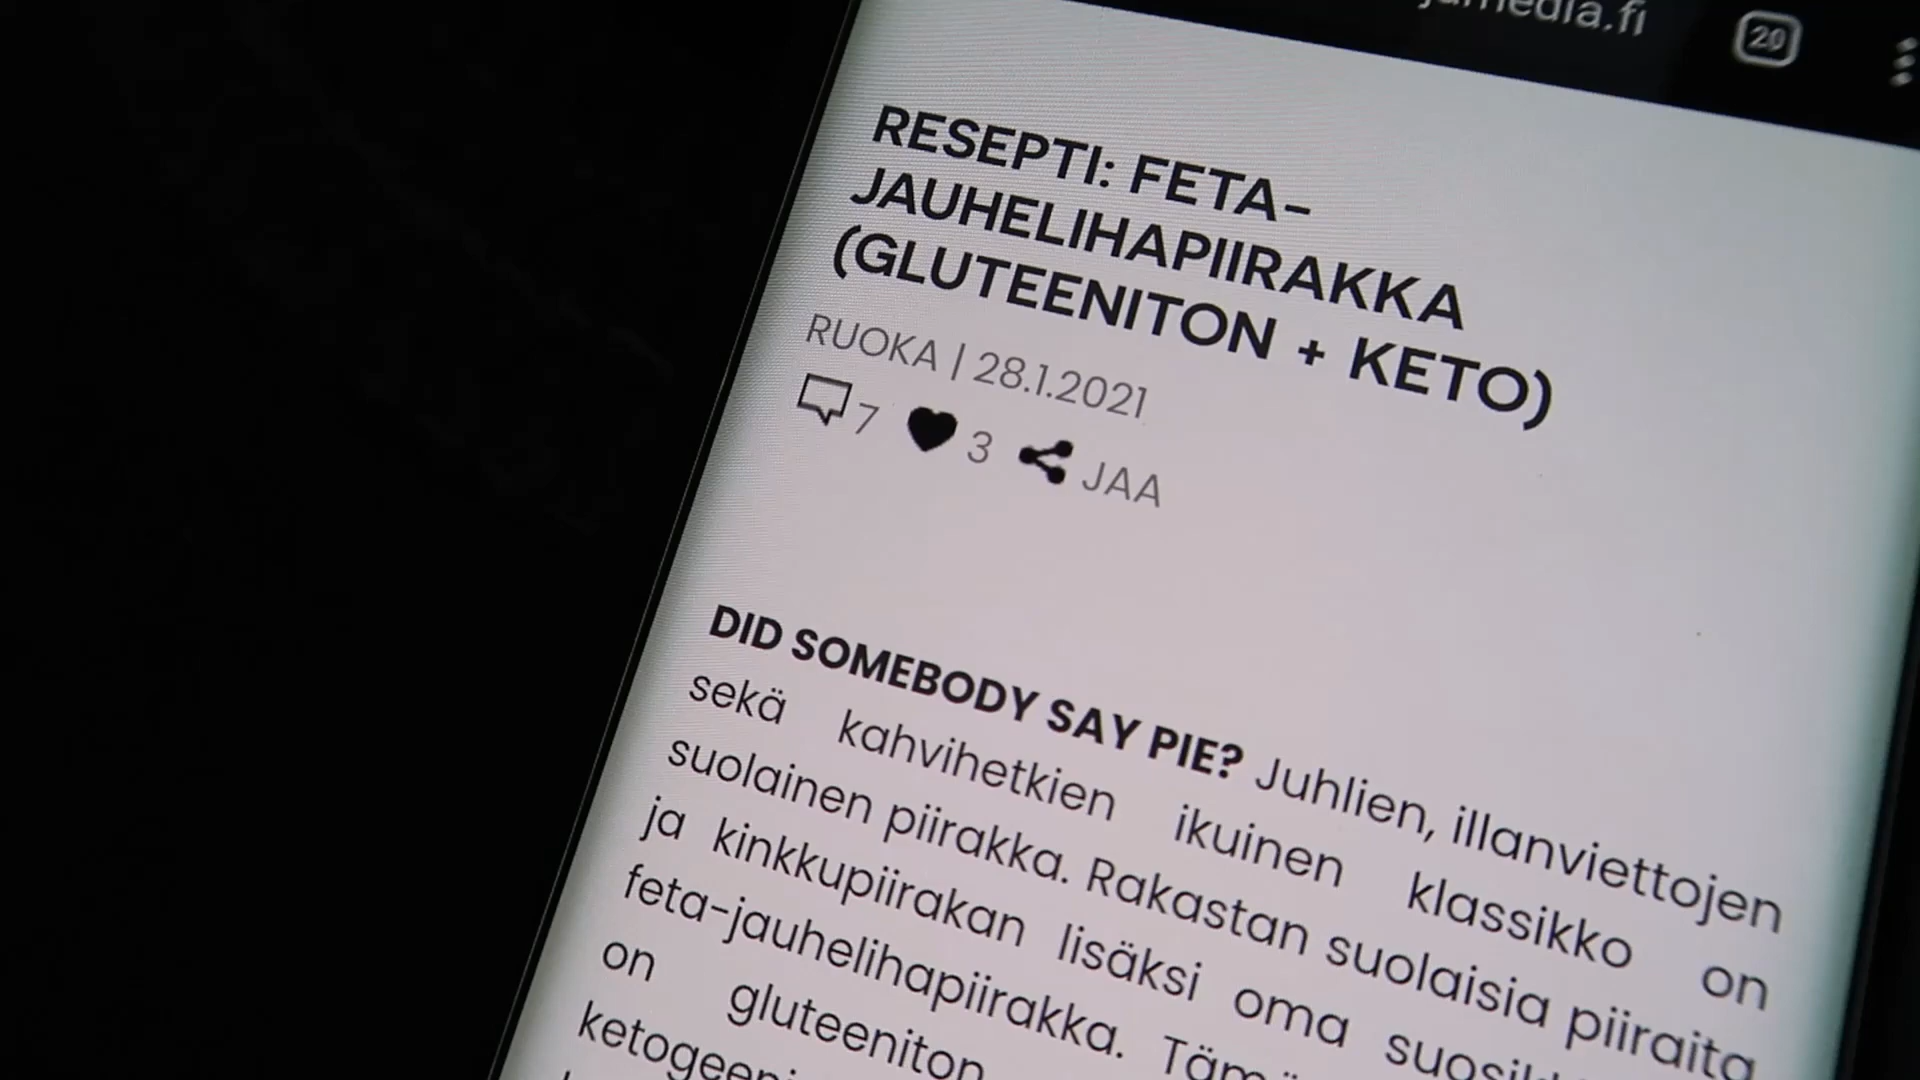 20
RESEPTI: FETA-
JAUHELIHAPIIRAKKA
(GLUTEENITON + KETO)
RUOKA | 28.1.2021
7 3 JAA
DID SOMEBODY SAY PIE? Juhlien, illanviettojen
sekä kahvihetkien ikuinen klassikko on
suolainen piirakka. Rakastan suolaisia piiraita
ja kinkkupiirakan lisäksi oma
feta-jauhelihapiirakka.
on gluteeniton